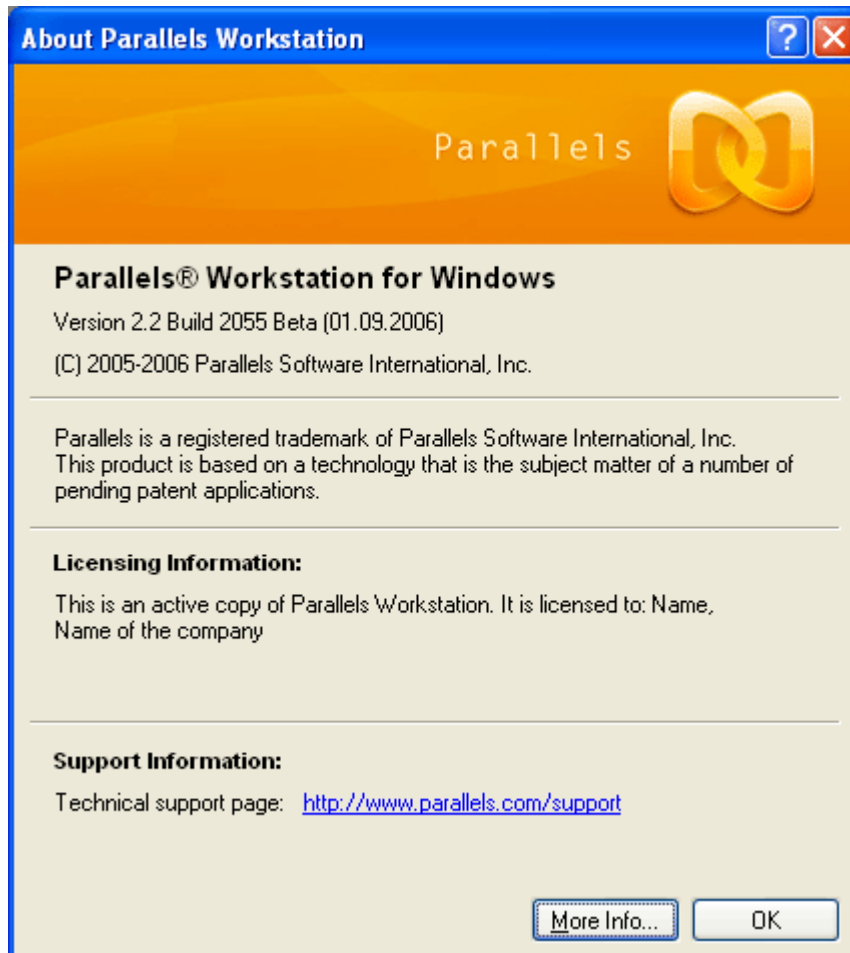 About Parallels Workstation
Parallels
Parallels® Workstation for Windows
Version 2.2 Build 2055 Beta (01.09.2006)
(C) 2005-2006 Parallels Software International, Inc.
Parallels is a registered trademark of Parallels Software International, Inc.
This product is based on a technology that is the subject matter of a number of
pending patent applications.
Licensing Information:
This is an active copy of Parallels Workstation. It is licensed to: Name,
Name of the company
Support Information:
Technical support page: http://www.parallels.com/support
More Info... OK